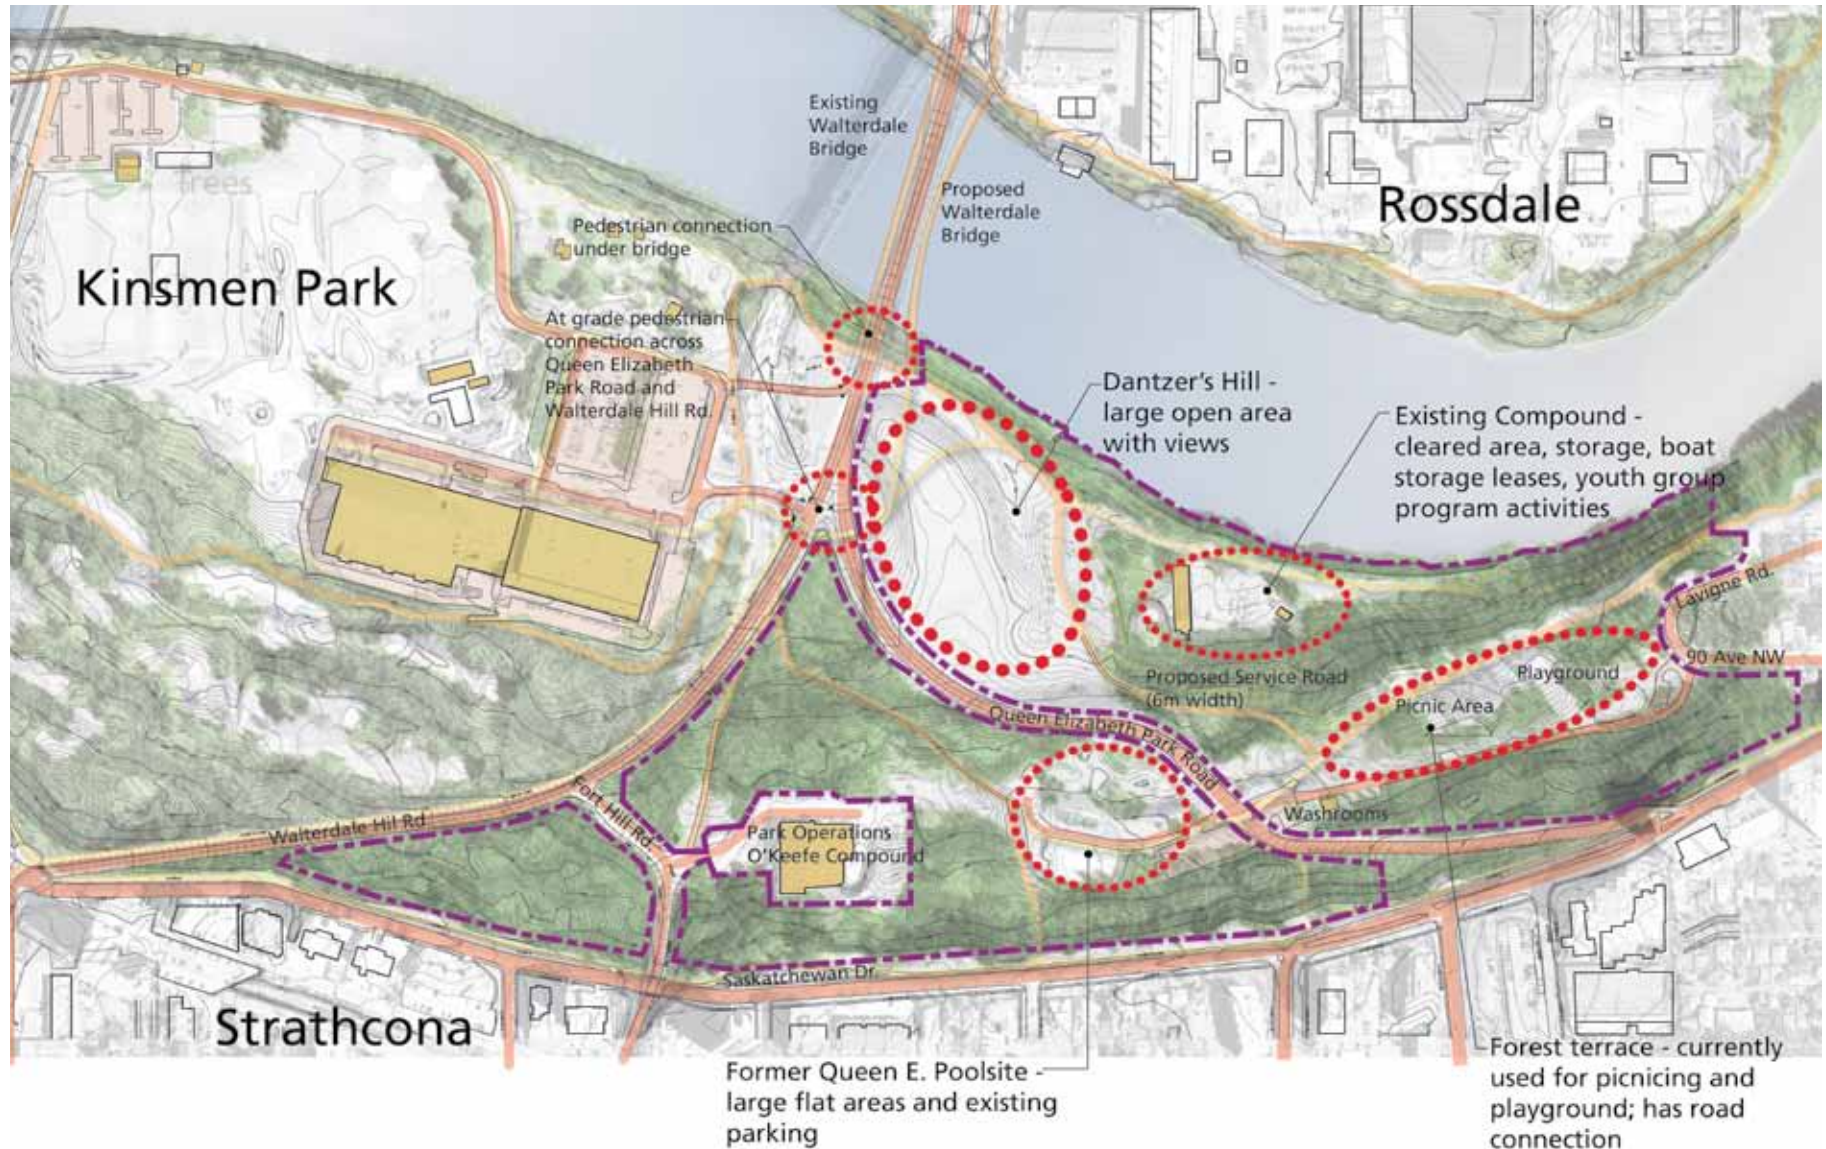 Existing
Walterdale
Bridge
Rossdale
Trees
Proposed
Walterdale
Bridge
Pedestrian connection
under bridge
Kinsmen Park
At grade pedestrian
connection across
Queen Elizabeth
Park Road and
Walterdale Hill Rd.
Dantzer's Hill -
large open area
with views
Existing Compound -
cleared area, storage, boat
storage leases, youth group
program activities
Lavigne Rd.
90 Ave NW
Playground
Proposed Service Road
(6m width)
Picnic Area
Queen Elizabeth Park Road
Fort Hill Rd
Washrooms
Walterdale Hil Rd
Park Operations
O'Keefe Compound
Saskatchewan Dr.
Strathcona
Former Queen E. Poolsite -
large flat areas and existing
parking
Forest terrace - currently
used for picnicing and
playground; has road
connection